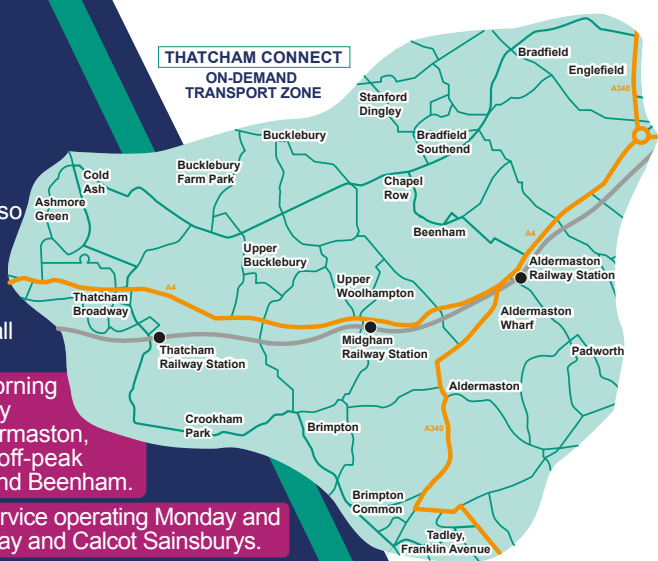 THATCHAM CONNECT
ON-DEMAND
TRANSPORT ZONE
Bradfield
Englefield
A340
Stanford
Dingley
Bucklebury
Bradfield
Southend
Cold
Ash
Bucklebury
Farm Park
Chapel
Row
Ashmore
Green
so
Beenham
A4
Upper
Bucklebury
Aldermaston
Railway Station
A4
Upper
Woolhampton
Thatcham
Broadway
Aldermaston
Wharf
all
Thatcham
Railway Station
Midgham
Railway Station
Padworth
Aldermaston
Crookham
Park
Brimpton
A340
Brimpton
Common
Tadley,
Franklin Avenue
orning
y
ermaston,
off-peak
nd Beenham.
ervice operating Monday and
ay and Calcot Sainsburys.